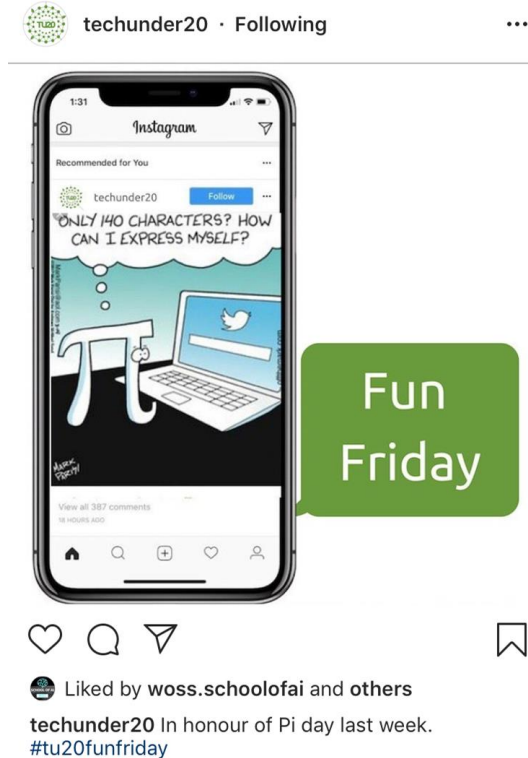 techunder20 · Following
1:31
Instagram
Recommended for You
techunder20 Follow
ONLY 140 CHARACTERS? HOW
CAN I EXPRESS MYSELF?
π
MARK
PARISI
View all 387 comments
18 HOURS AGO
Fun
Friday
Liked by woss.schoolofai and others
techunder20 In honour of Pi day last week.
#tu20funfriday